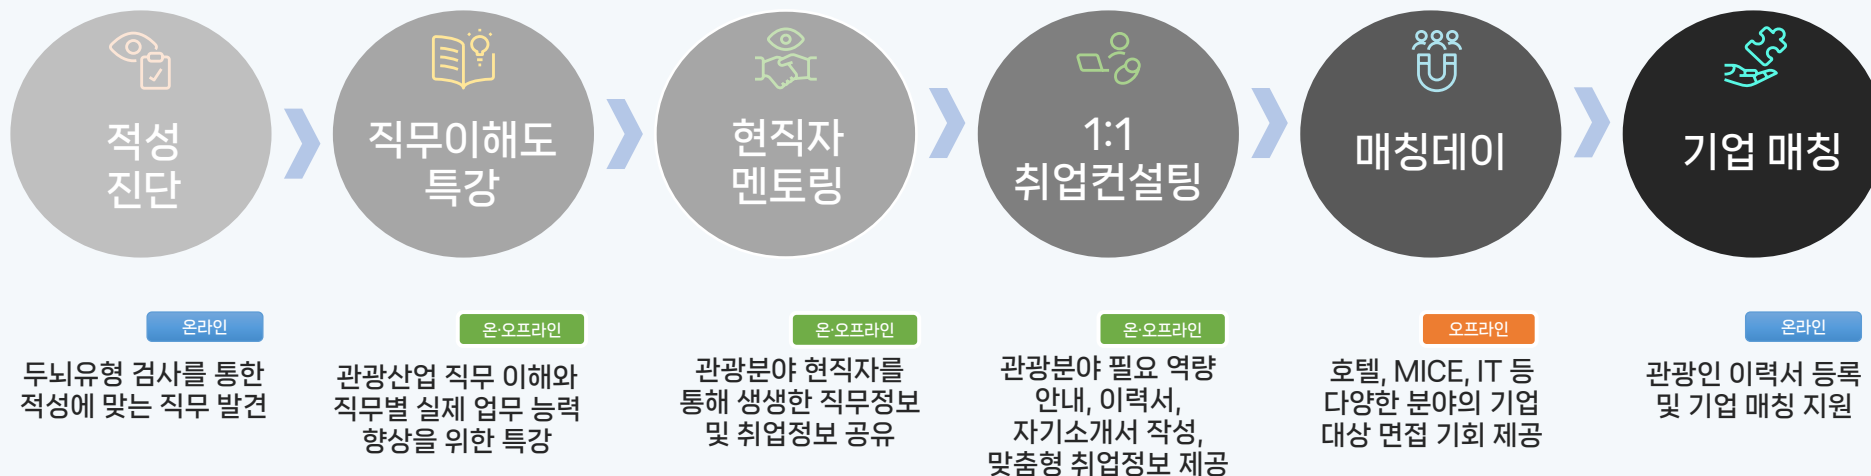 적성
진단
직무이해도
특강
현직자
멘토링
1:1
취업컨설팅
매칭데이
기업 매칭
온라인
두뇌유형 검사를 통한
적성에 맞는 직무 발견
온·오프라인
관광산업 직무 이해와
직무별 실제 업무 능력
향상을 위한 특강
온·오프라인
관광분야 현직자를
통해 생생한 직무정보
및 취업정보 공유
온·오프라인
관광분야 필요 역량
안내, 이력서,
자기소개서 작성,
맞춤형 취업정보 제공
오프라인
호텔, MICE, IT 등
다양한 분야의 기업
대상 면접 기회 제공
온라인
관광인 이력서 등록
및 기업 매칭 지원